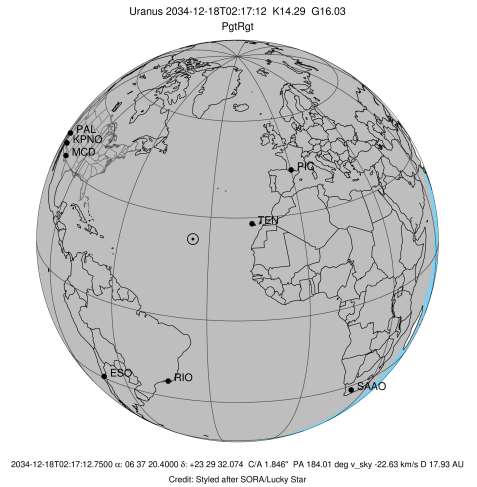 Uranus 2034-12-18T02:17:12 K14.29 G16.03
PgtRgt
PAL
KPNO
MCD
PIC
TEN
ESO
RIO
SAAO
2034-12-18T02:17:12.7500 α: 06 37 20.4000 δ: +23 29 32.074 C/A 1.846" PA 184.01 deg v_sky -22.63 km/s D 17.93 AU
Credit: Styled after SORA/Lucky Star